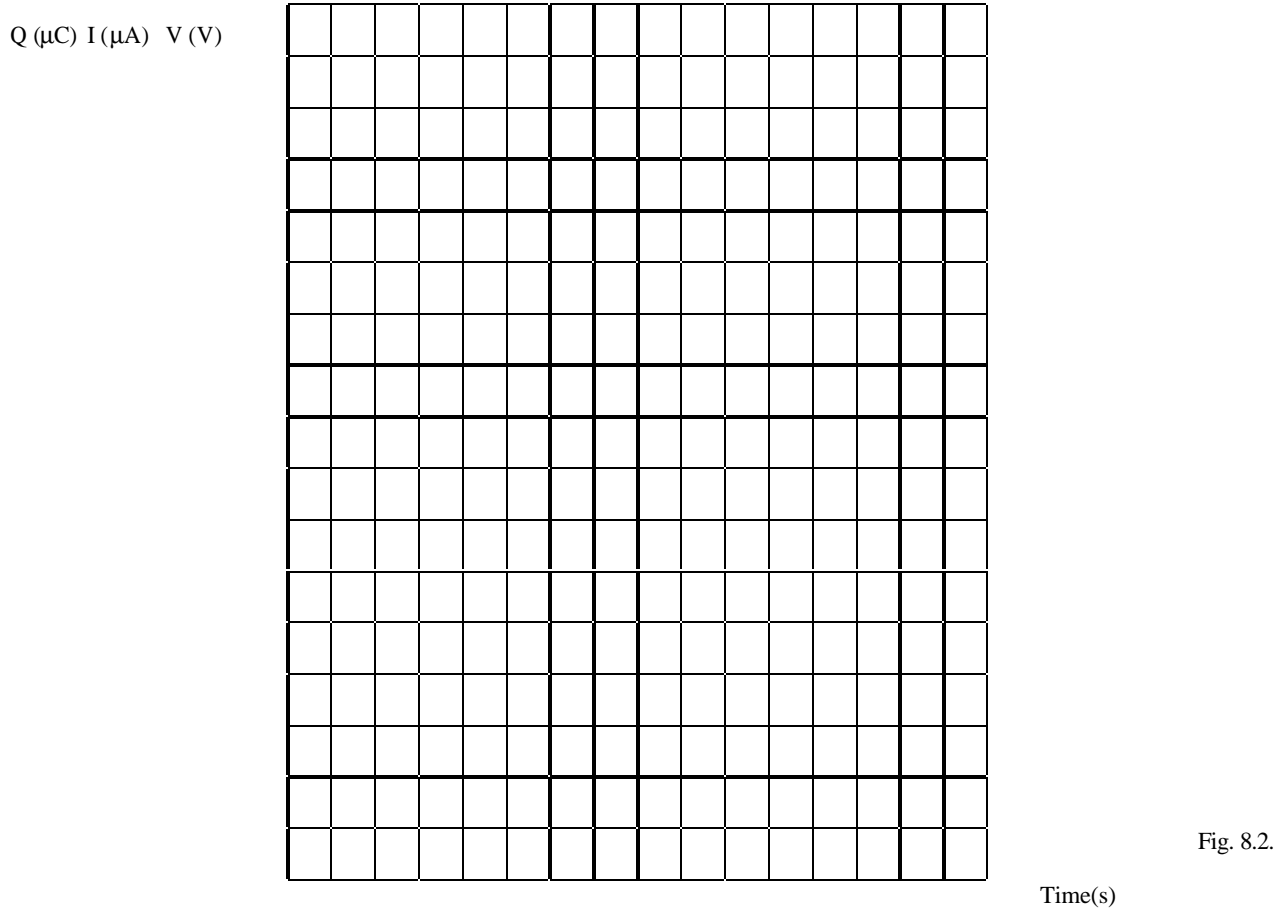 Q (μC) I (μA) V (V)
Fig. 8.2.
Time(s)